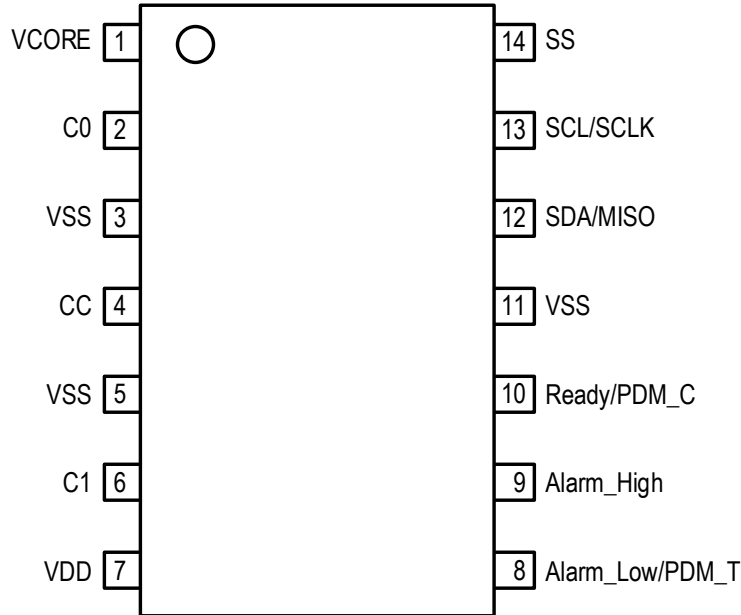 VCORE 1 14 SS
C0 2 13 SCL/SCLK
VSS 3 12 SDA/MISO
CC 4 11 VSS
VSS 5 10 Ready/PDM_C
C1 6 9 Alarm_High
VDD 7 8 Alarm_Low/PDM_T